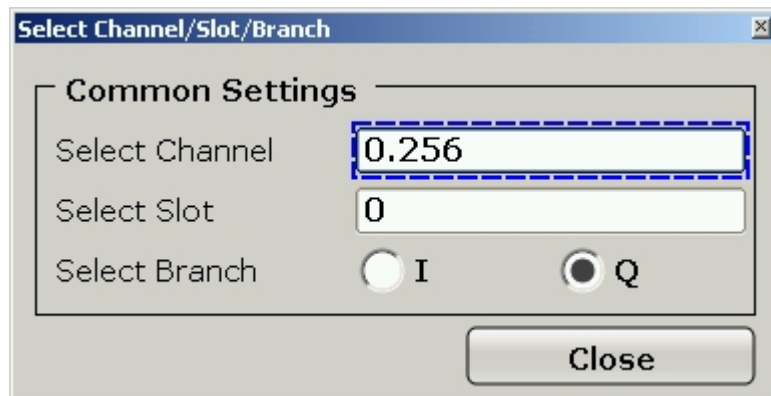 Select Channel/Slot/Branch
Common Settings
Select Channel 0.256
Select Slot 0
Select Branch I Q
Close